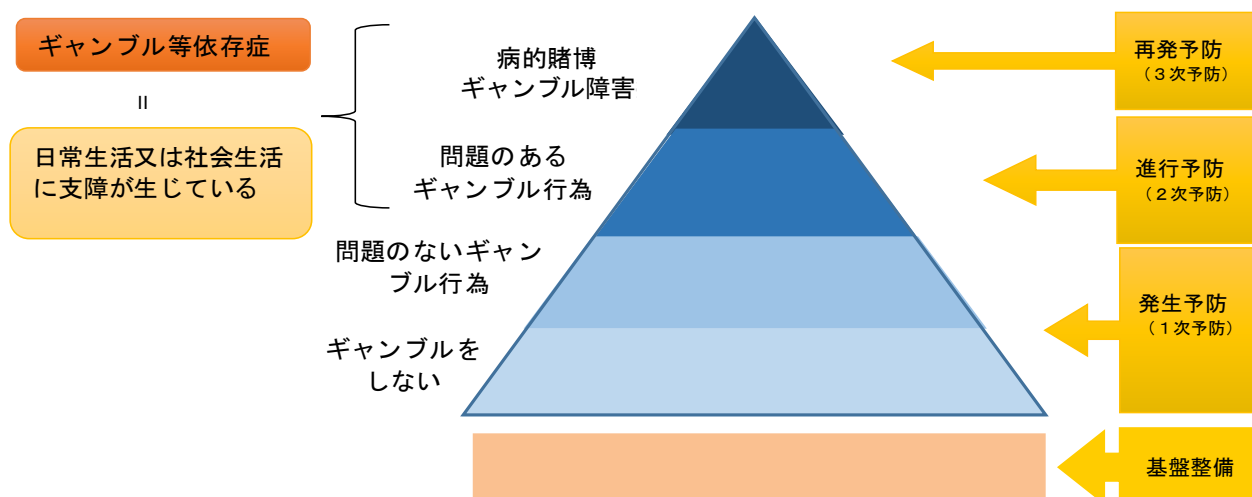 ギャンブル等依存症
＝
日常生活又は社会生活
に支障が生じている
病的賭博
ギャンブル障害
問題のある
ギャンブル行為
問題のないギャン
ブル行為
ギャンブルを
しない
再発予防
（３次予防）
進行予防
（２次予防）
発生予防
（１次予防）
基盤整備